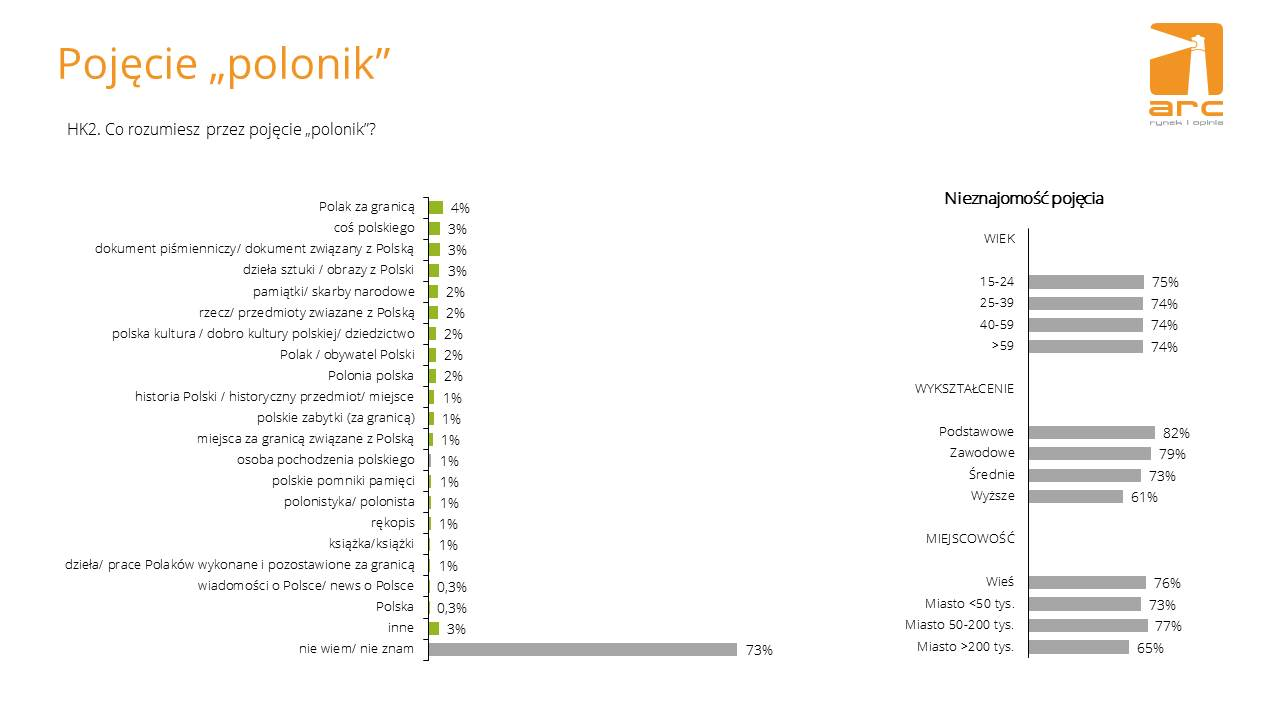 Pojęcie „polonik”
arc
rynek i opinia
HK2. Co rozumiesz przez pojęcie „polonik”?
Polak za granicą 4%
coś polskiego 3%
dokument piśmienniczy/ dokument związany z Polską 3%
dzieła sztuki / obrazy z Polski 3%
pamiątki/ skarby narodowe 2%
rzecz/ przedmioty zwiazane z Polską 2%
polska kultura / dobro kultury polskiej/ dziedzictwo 2%
Polak / obywatel Polski 2%
Polonia polska 2%
historia Polski / historyczny przedmiot/ miejsce 1%
polskie zabytki (za granicą) 1%
miejsca za granicą związane z Polską 1%
osoba pochodzenia polskiego 1%
polskie pomniki pamięci 1%
polonistyka/ polonista 1%
rękopis 1%
książka/książki 1%
dzieła/ prace Polaków wykonane i pozostawione za granicą 1%
wiadomości o Polsce/ news o Polsce 0,3%
Polska 0,3%
inne 3%
nie wiem/ nie znam 73%
Nieznajomość pojęcia
WIEK
15-24 75%
25-39 74%
40-59 74%
>59 74%
WYKSZTAŁCENIE
Podstawowe 82%
Zawodowe 79%
Średnie 73%
Wyższe 61%
MIEJSCOWOŚĆ
Wieś 76%
Miasto <50 tys. 73%
Miasto 50-200 tys. 77%
Miasto >200 tys. 65%